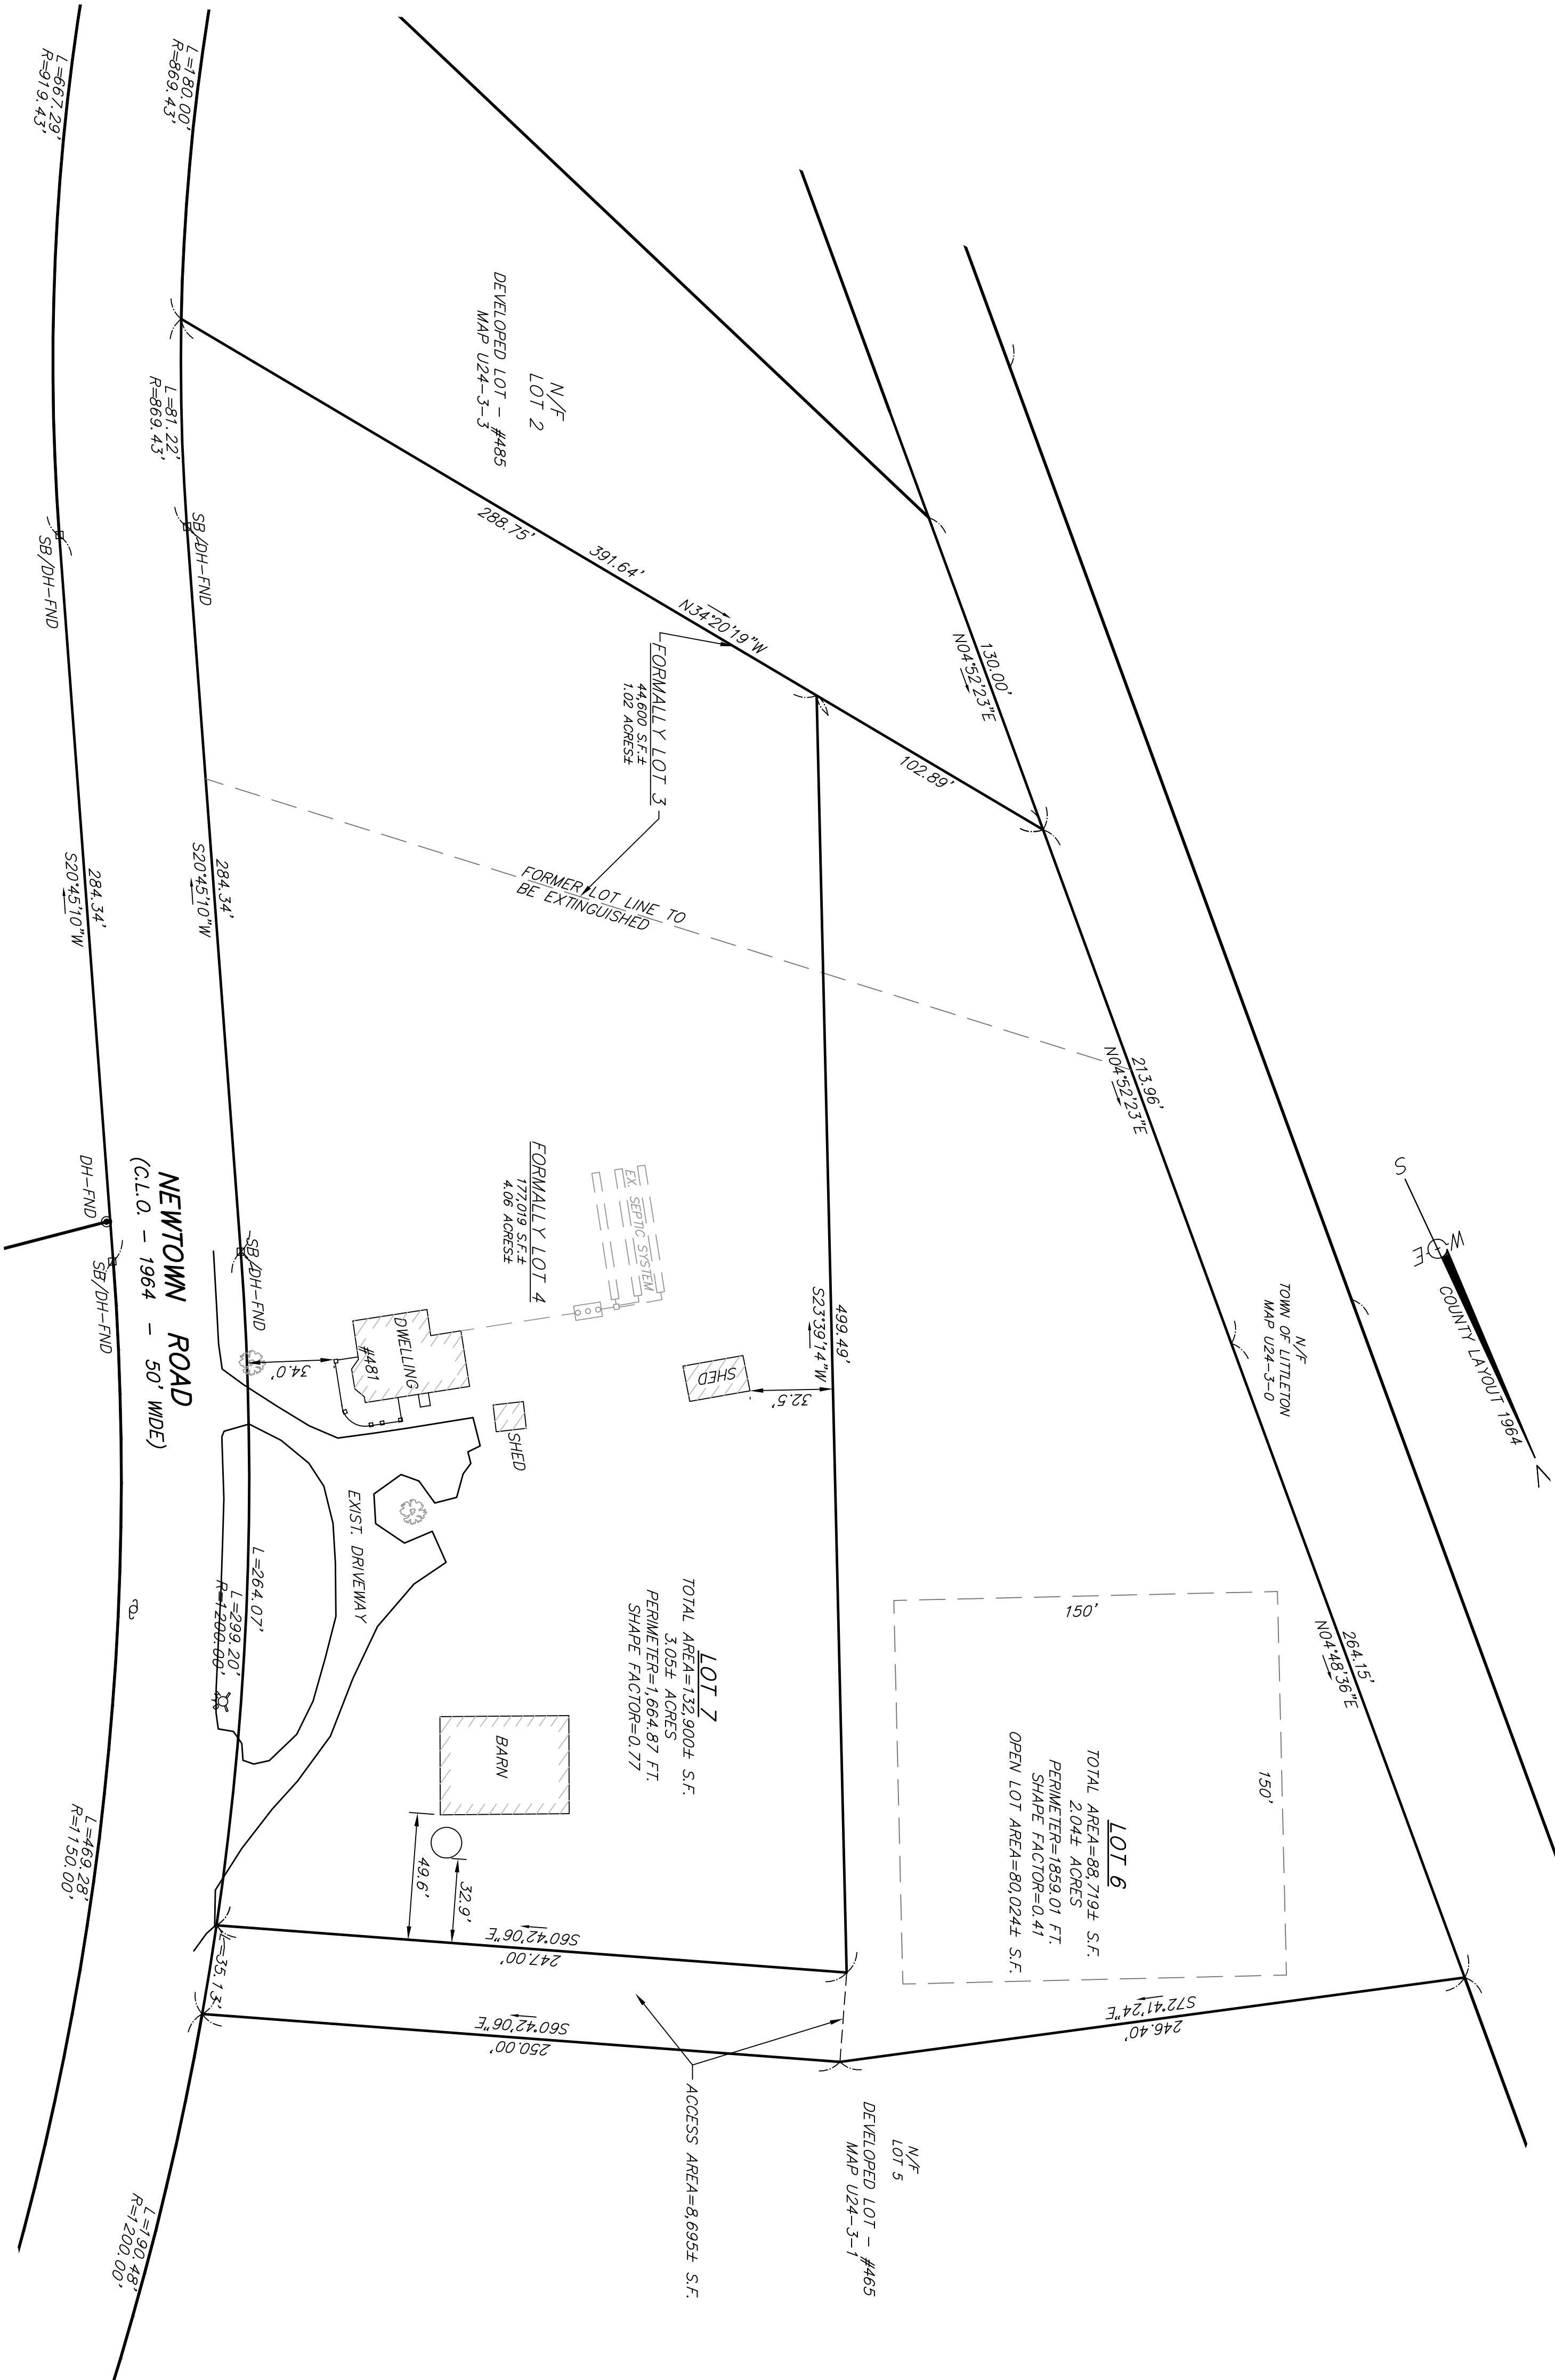 L=667.29'
R=919.43'
L=180.00'
R=869.43'
N/F
LOT 2
DEVELOPED LOT - #485
MAP U24-3-3
L=81.22'
R=869.43'
SB/DH-FND
SB/DH-FND
288.75'
391.64'
N34°20'19"W
102.89'
130.00'
N04°52'23"E
FORMALLY LOT 3
44,600 S.F.±
1.02 ACRES±
FORMER LOT LINE TO
BE EXTINGUISHED
284.34'
S20°45'10"W
284.34'
S20°45'10"W
213.96'
N04°52'23"E
FORMALLY LOT 4
177,019 S.F.±
4.06 ACRES±
EX. SEPTIC SYSTEM
499.49'
S23°39'14"W
S
W
E
COUNTY LAYOUT 1964
N/F
TOWN OF LITTLETON
MAP U24-3-0
DH-FND
SB/DH-FND
SB/DH-FND
NEWTOWN ROAD
(C.L.O. - 1964 - 50' WIDE)
34.0'
DWELLING
#481
SHED
SHED
32.5'
EXIST. DRIVEWAY
L=264.07'
L=299.20'
R=1200.00'
LOT 7
TOTAL AREA=132,900± S.F.
3.05± ACRES
PERIMETER=1,664.87 FT.
SHAPE FACTOR=0.77
BARN
49.6'
32.9'
150'
150'
264.15'
N04°48'36"E
LOT 6
TOTAL AREA=88,719± S.F.
2.04± ACRES
PERIMETER=1859.01 FT.
SHAPE FACTOR=0.41
OPEN LOT AREA=80,024± S.F.
L=469.28'
R=1150.00'
L=35.13'
S60°42'06"E
247.00'
S60°42'06"E
250.00'
S72°41'24"E
246.40'
ACCESS AREA=8,695± S.F.
N/F
LOT 5
DEVELOPED LOT - #465
MAP U24-3-1
L=190.48'
R=1200.00'